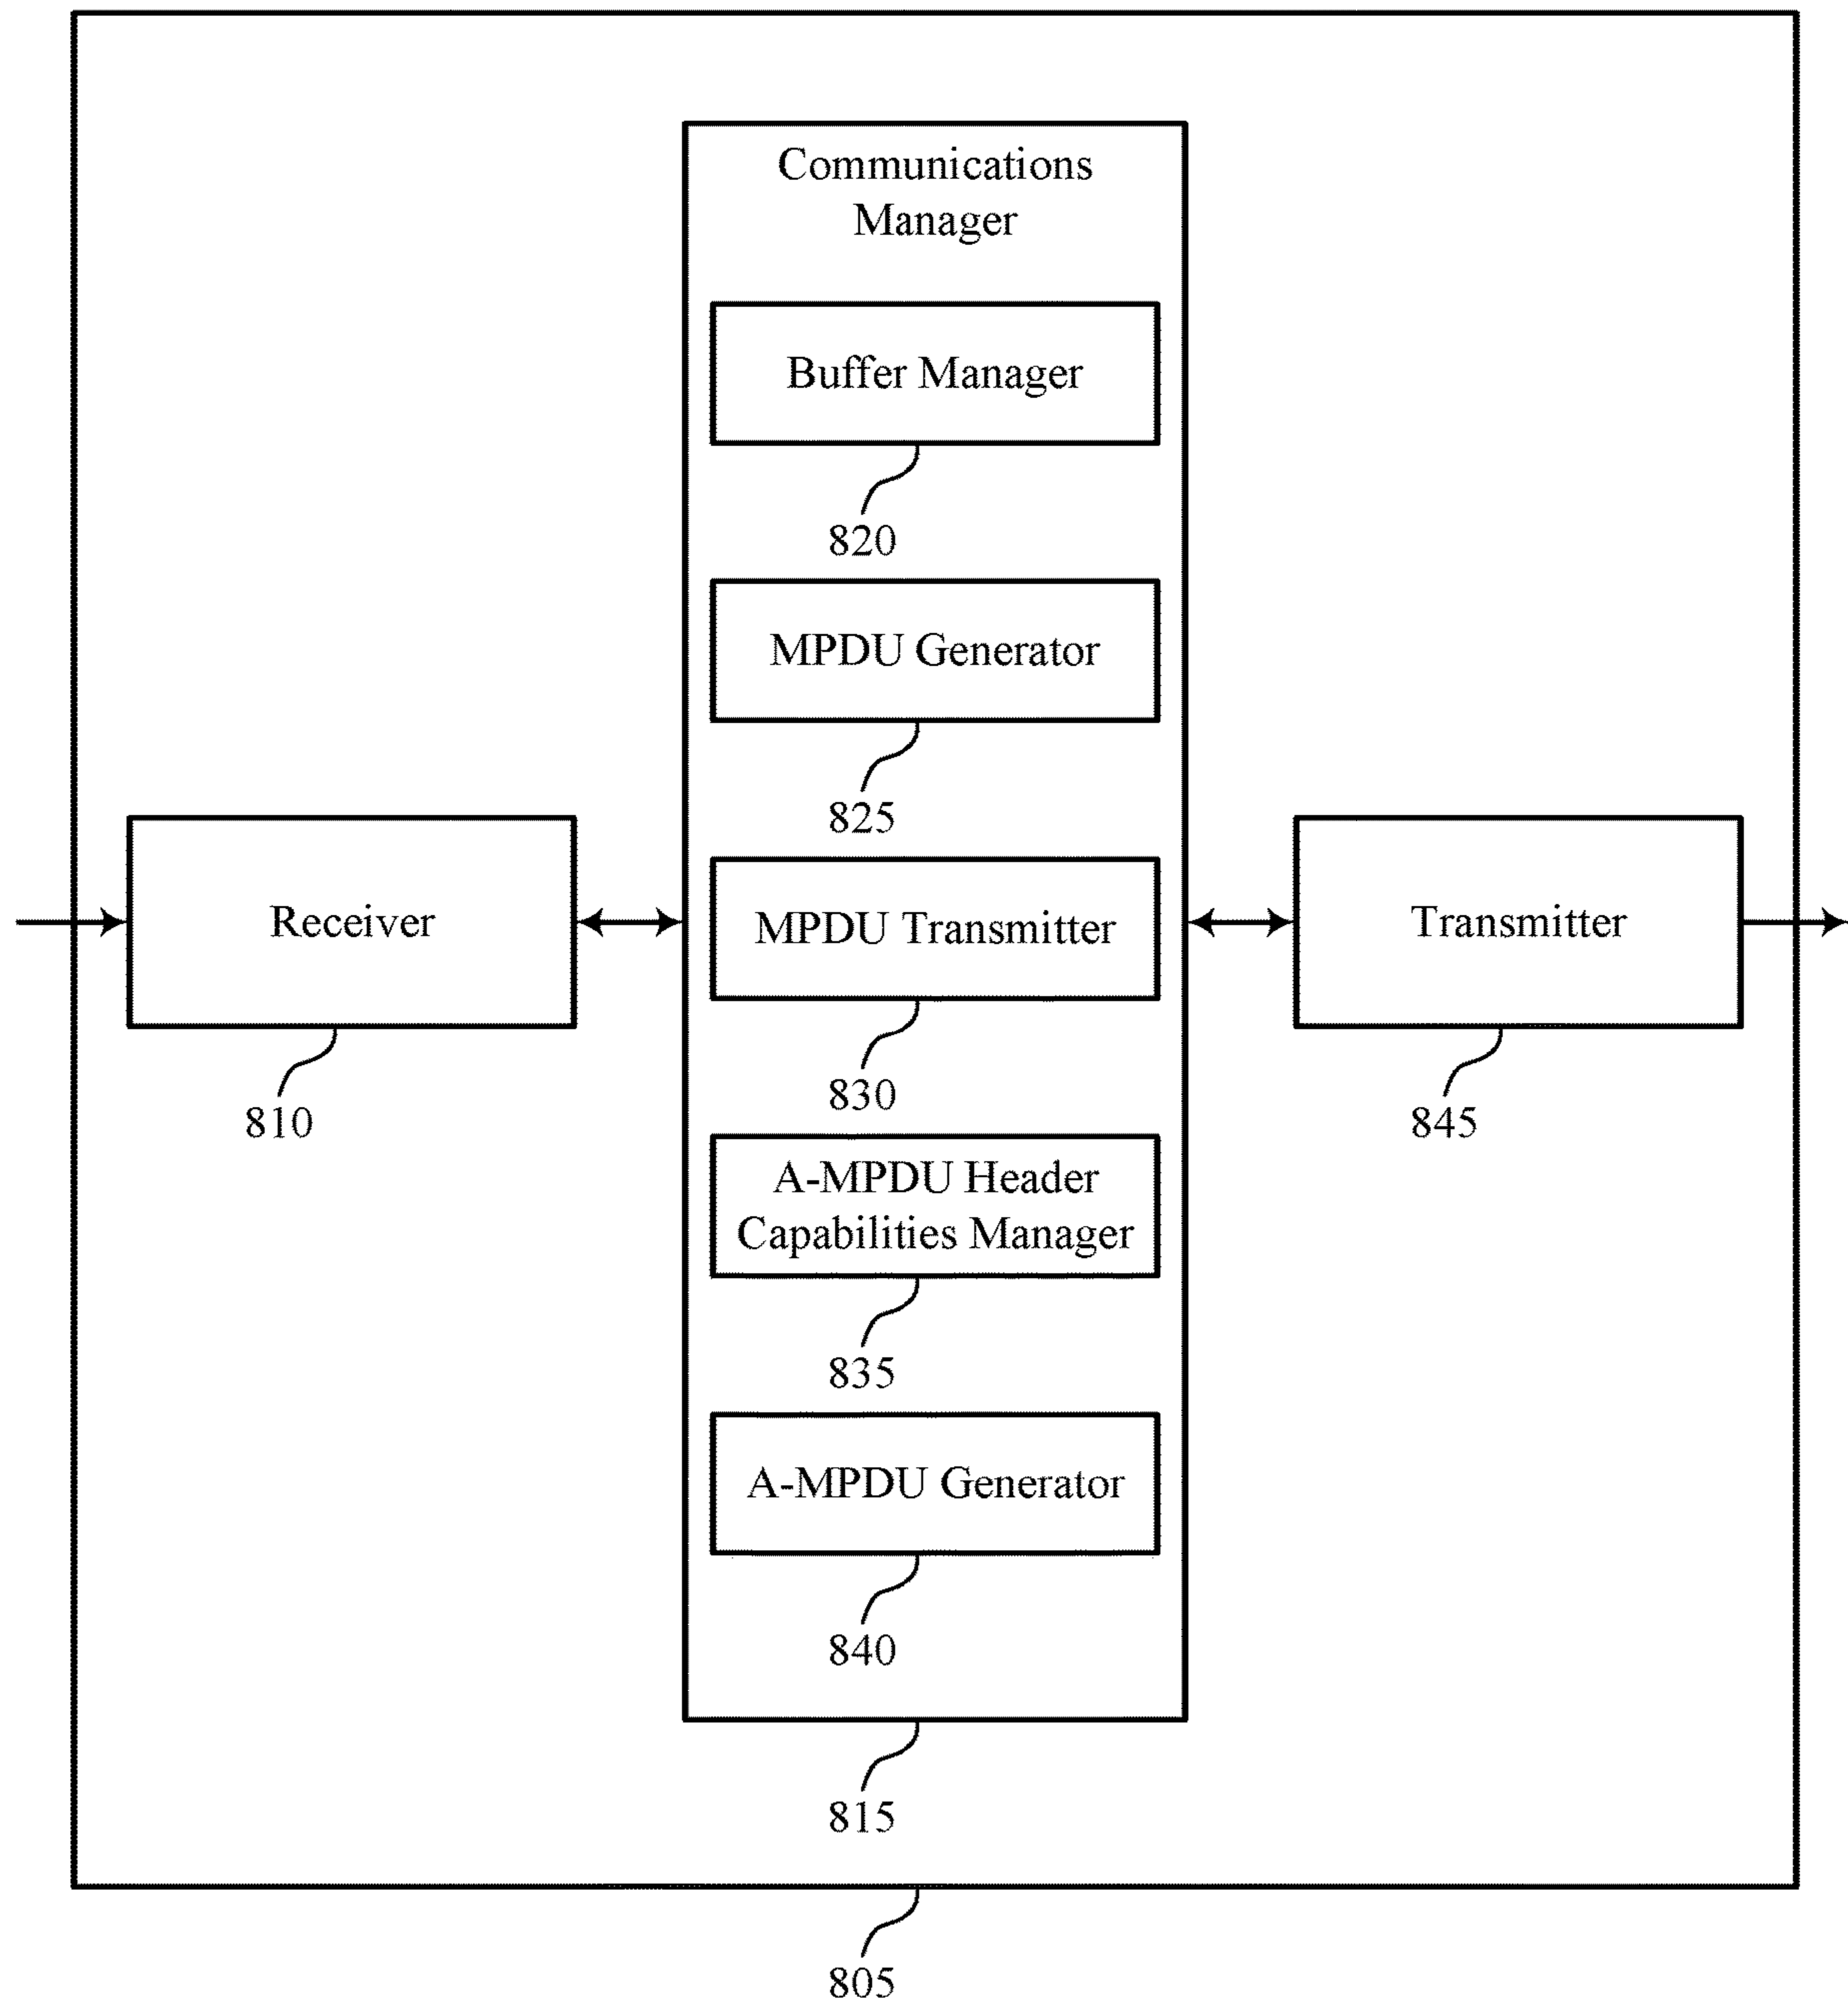 Communications
Manager
Buffer Manager
820
MPDU Generator
825
Receiver
810
MPDU Transmitter
830
Transmitter
845
A-MPDU Header
Capabilities Manager
835
A-MPDU Generator
840
815
805